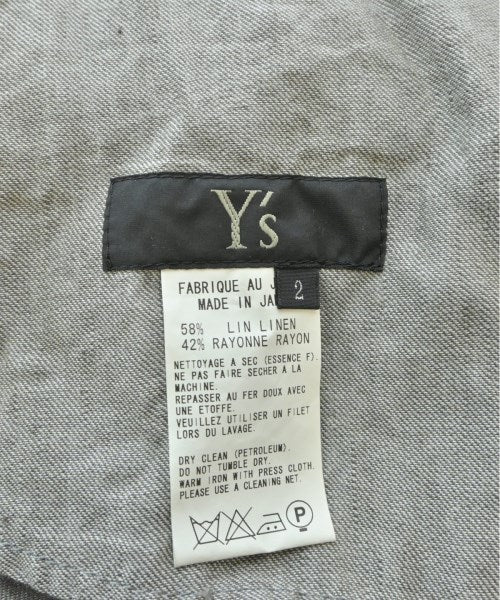 Y's
2
FABRIQUE AU J
MADE IN JA
58% LIN LINEN
42% RAYONNE RAYON
NETTOYAGE A SEC (ESSENCE F).
NE PAS FAIRE SECHER A LA
MACHINE.
REPASSER AU FER DOUX AVEC
UNE ETOFFE.
VEUILLEZ UTILISER UN FILET
LORS DU LAVAGE.
DRY CLEAN (PETROLEUM).
DO NOT TUMBLE DRY.
WARM IRON WITH PRESS CLOTH.
PLEASE USE A CLEANING NET.
P